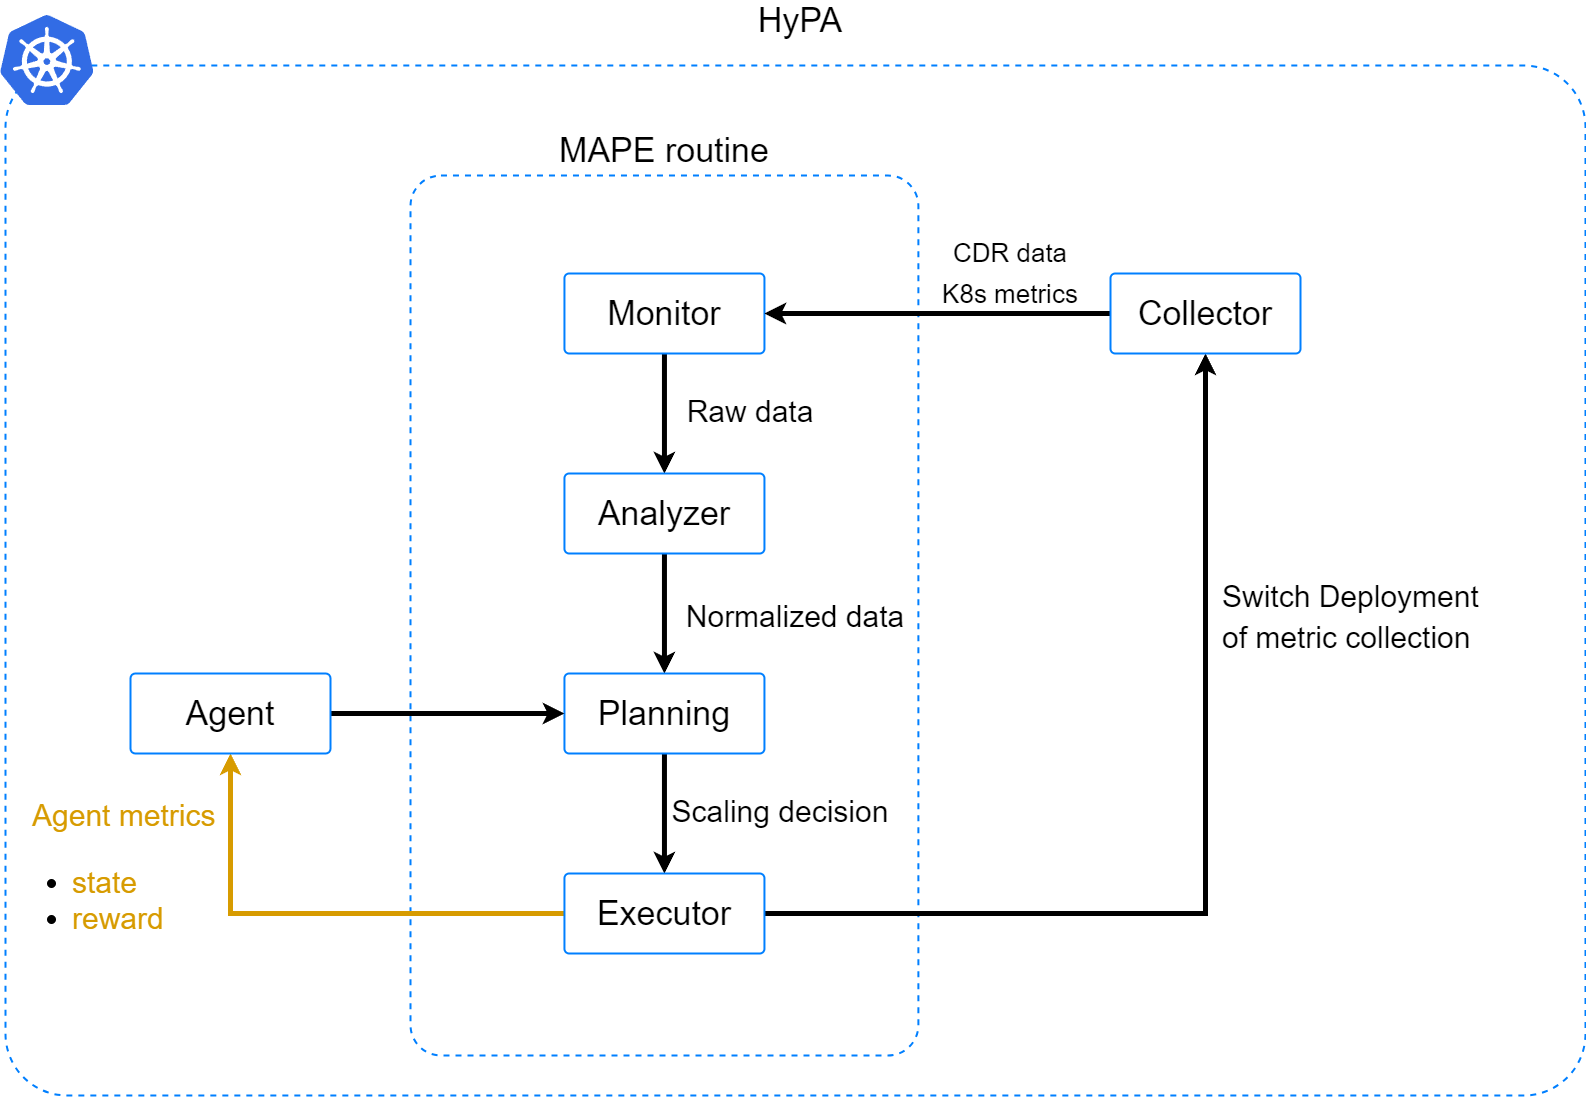 HyPA
MAPE routine
CDR data
K8s metrics
Monitor
Collector
Raw data
Analyzer
Normalized data
Switch Deployment
of metric collection
Agent
Planning
Agent metrics
Scaling decision
state
reward
Executor